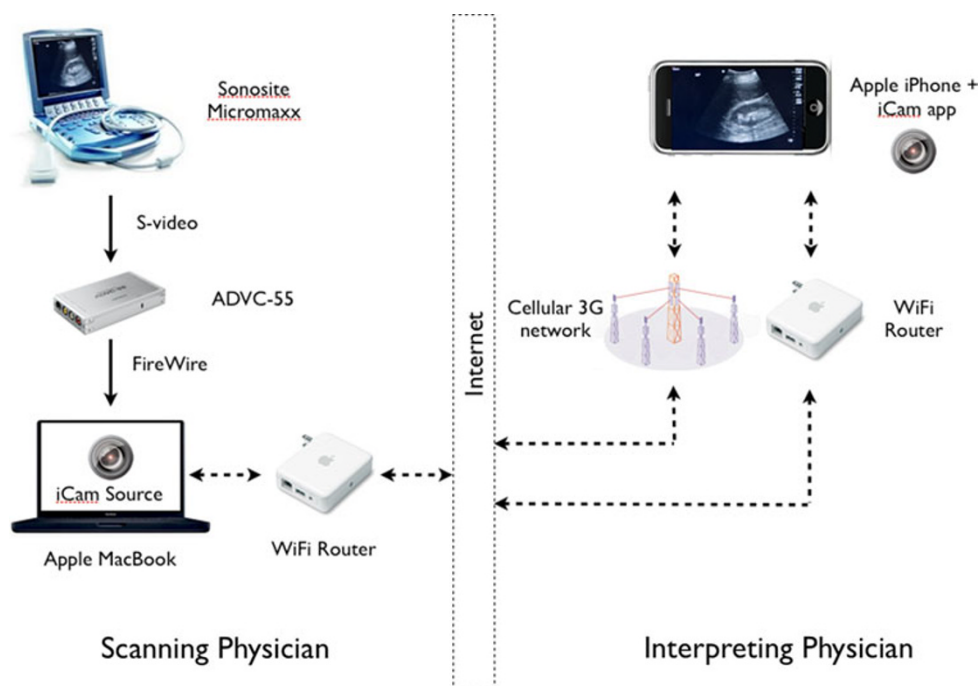 Sonosite
Micromaxx
S-video
ADVC-55
FireWire
iCam Source
Apple MacBook
WiFi Router
Scanning Physician
Internet
Apple iPhone +
iCam app
Cellular 3G
network
WiFi
Router
Interpreting Physician